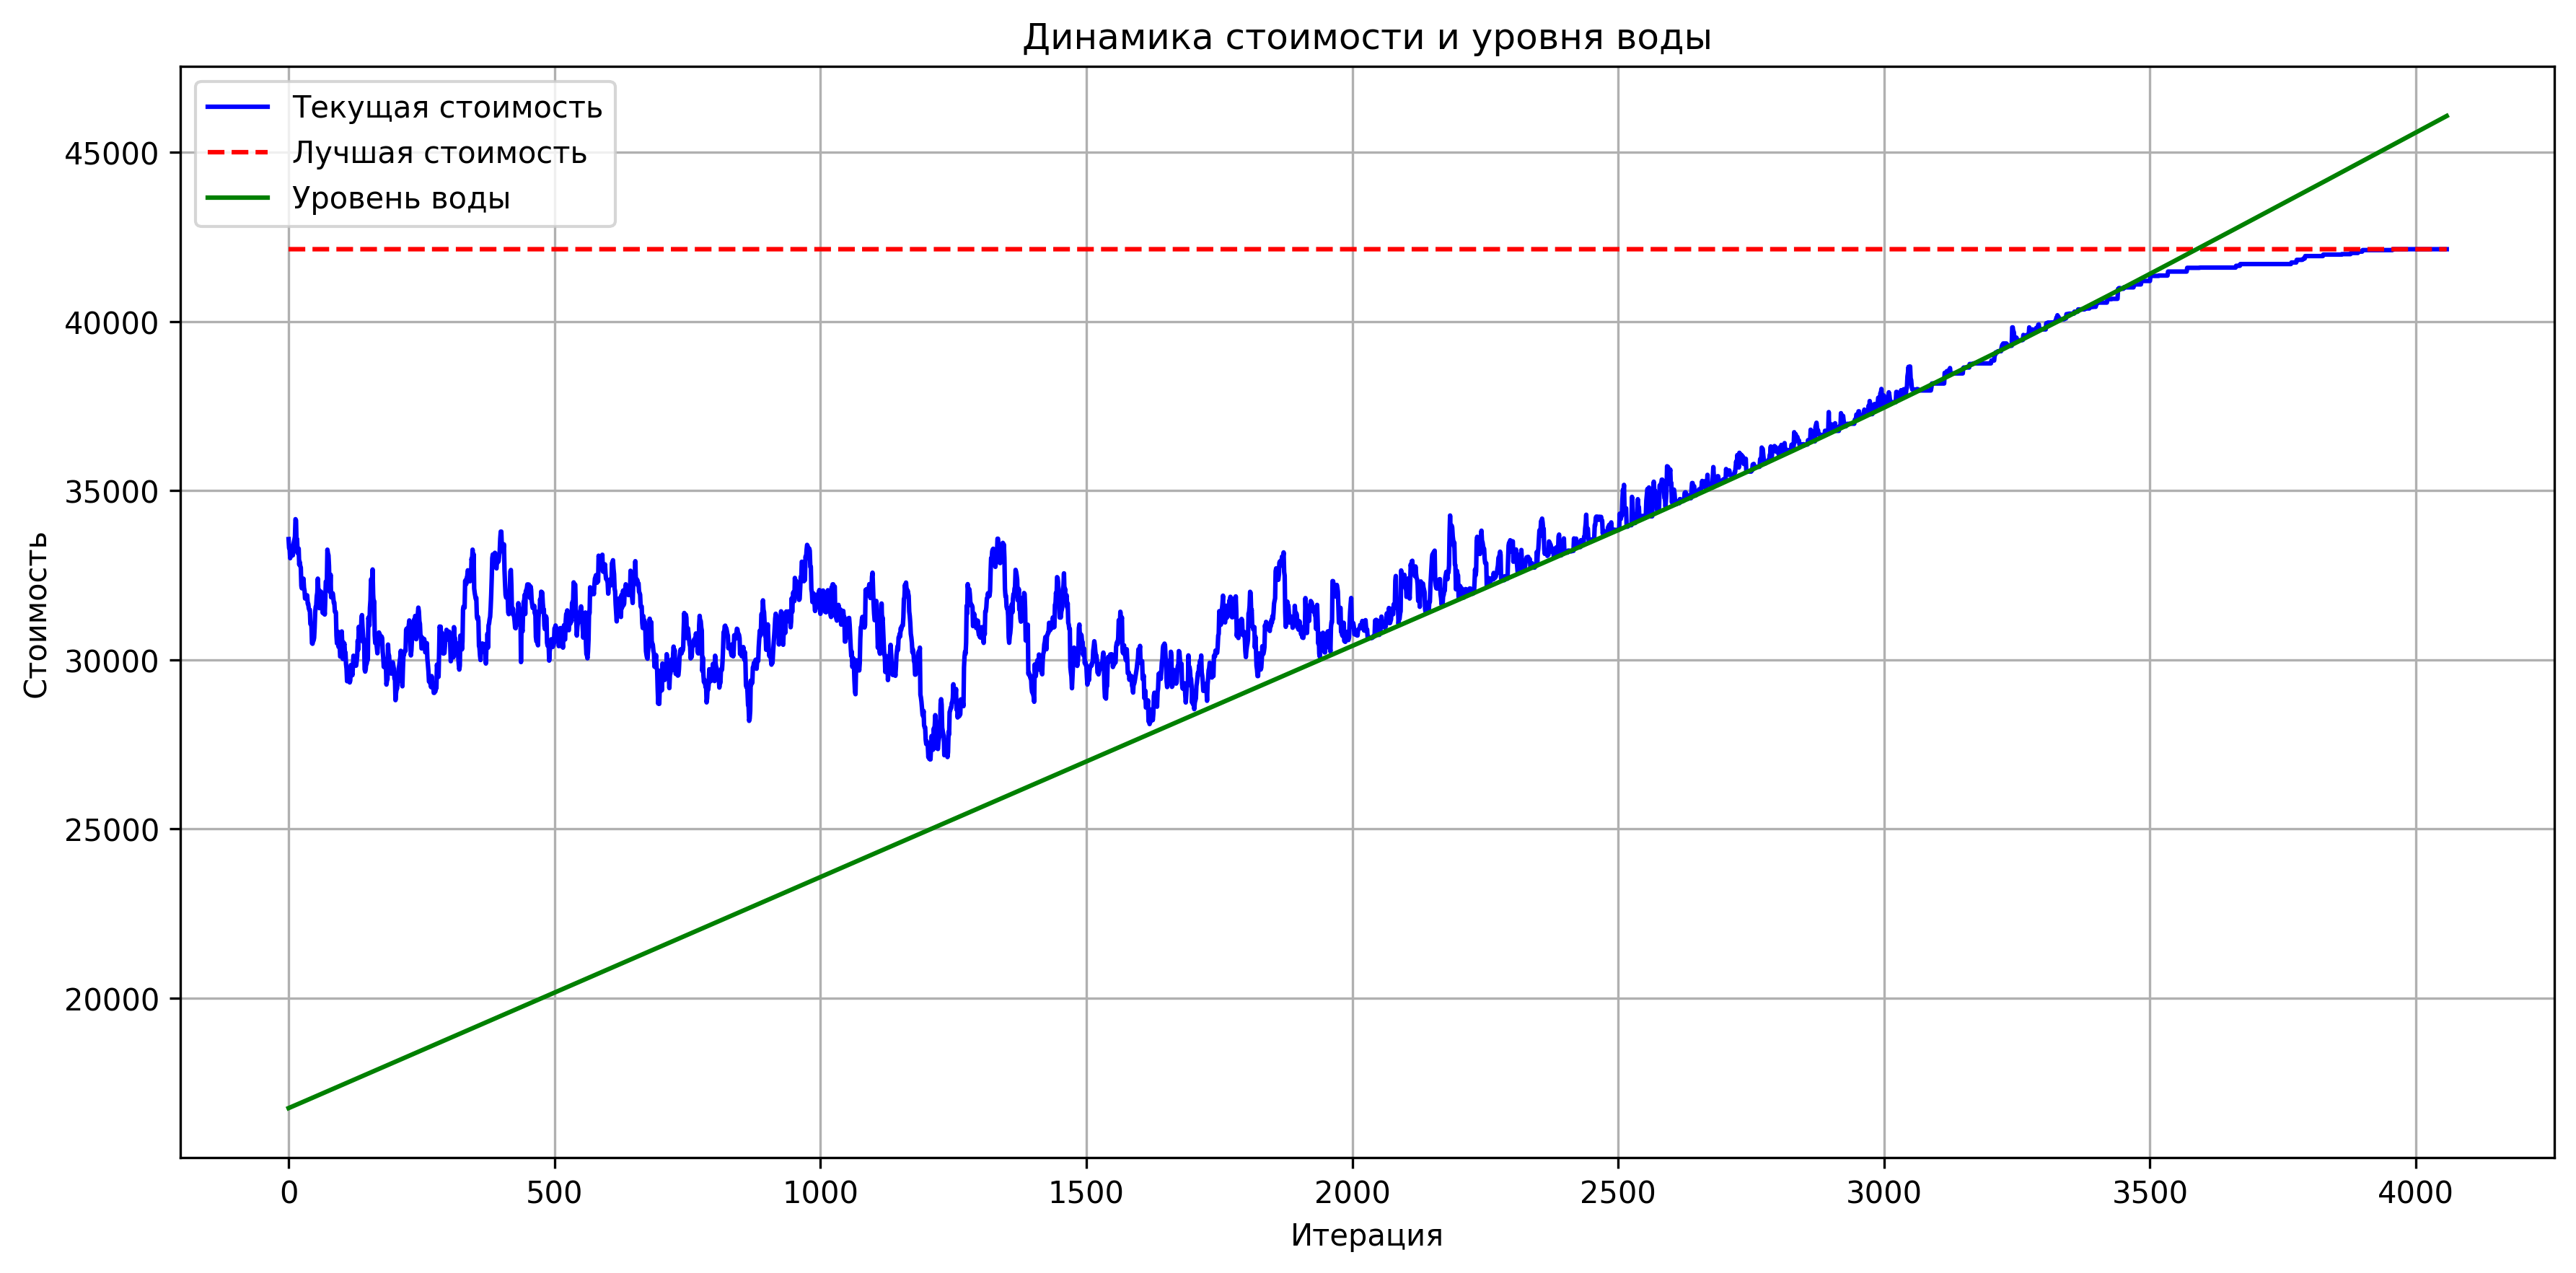 Динамика стоимости и уровня воды
Текущая стоимость
Лучшая стоимость
Уровень воды
Стоимость
45000
40000
35000
30000
25000
20000
0 500 1000 1500 2000 2500 3000 3500 4000
Итерация